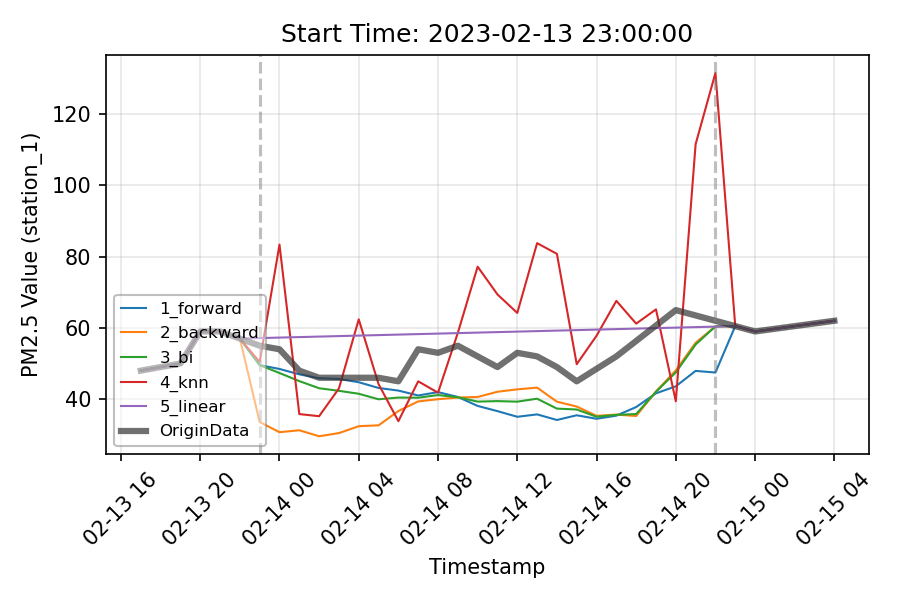 Start Time: 2023-02-13 23:00:00
PM2.5 Value (station_1)
120
100
80
60
40
1_forward
2_backward
3_bi
4_knn
5_linear
OriginData
02-13 16
02-13 20
02-14 00
02-14 04
02-14 08
02-14 12
02-14 16
02-14 20
02-15 00
02-15 04
Timestamp